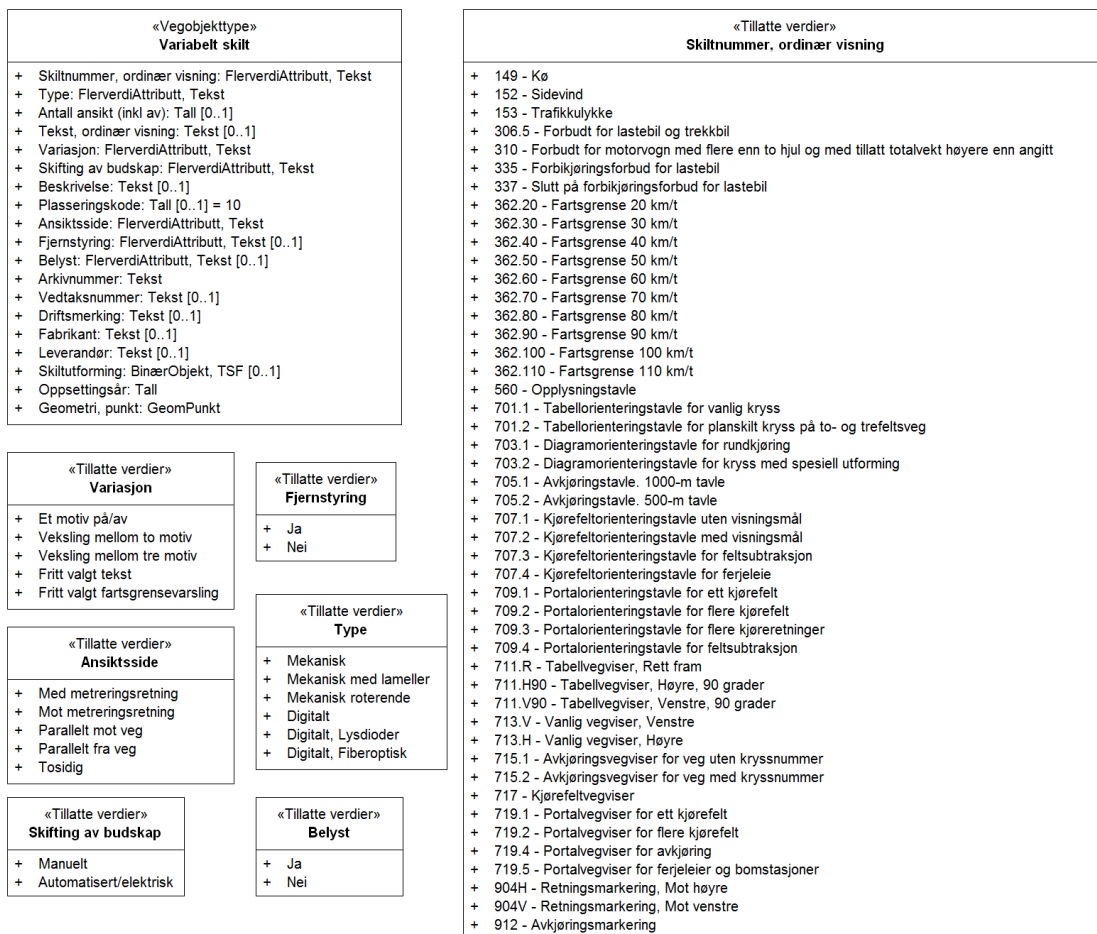 «Vegobjekttype»
Variabelt skilt
+ Skiltnummer, ordinær visning: FlerverdiAttributt, Tekst
+ Type: FlerverdiAttributt, Tekst
+ Antall ansikt (inkl av): Tall [0..1]
+ Tekst, ordinær visning: Tekst [0..1]
+ Variasjon: FlerverdiAttributt, Tekst
+ Skifting av budskap: FlerverdiAttributt, Tekst
+ Beskrivelse: Tekst [0..1]
+ Plasseringskode: Tall [0..1] = 10
+ Ansiktsside: FlerverdiAttributt, Tekst
+ Fjernstyring: FlerverdiAttributt, Tekst [0..1]
+ Belyst: FlerverdiAttributt, Tekst [0..1]
+ Arkivnummer: Tekst
+ Vedtaksnummer: Tekst [0..1]
+ Driftsmerking: Tekst [0..1]
+ Fabrikant: Tekst [0..1]
+ Leverandør: Tekst [0..1]
+ Skiltutforming: BinærObjekt, TSF [0..1]
+ Oppsettingsår: Tall
+ Geometri, punkt: GeomPunkt
«Tillatte verdier»
Variasjon
+ Et motiv på/av
+ Veksling mellom to motiv
+ Veksling mellom tre motiv
+ Fritt valgt tekst
+ Fritt valgt fartsgrensevarsling
«Tillatte verdier»
Fjernstyring
+ Ja
+ Nei
«Tillatte verdier»
Ansiktsside
+ Med metreringsretning
+ Mot metreringsretning
+ Parallelt mot veg
+ Parallelt fra veg
+ Tosidig
«Tillatte verdier»
Type
+ Mekanisk
+ Mekanisk med lameller
+ Mekanisk roterende
+ Digitalt
+ Digitalt, Lysdioder
+ Digitalt, Fiberoptisk
«Tillatte verdier»
Skifting av budskap
+ Manuelt
+ Automatisert/elektrisk
«Tillatte verdier»
Belyst
+ Ja
+ Nei
«Tillatte verdier»
Skiltnummer, ordinær visning
+ 149 - Kø
+ 152 - Sidevind
+ 153 - Trafikkulykke
+ 306.5 - Forbudt for lastebil og trekkbil
+ 310 - Forbudt for motorvogn med flere enn to hjul og med tillatt totalvekt høyere enn angitt
+ 335 - Forbikjøringsforbud for lastebil
+ 337 - Slutt på forbikjøringsforbud for lastebil
+ 362.20 - Fartsgrense 20 km/t
+ 362.30 - Fartsgrense 30 km/t
+ 362.40 - Fartsgrense 40 km/t
+ 362.50 - Fartsgrense 50 km/t
+ 362.60 - Fartsgrense 60 km/t
+ 362.70 - Fartsgrense 70 km/t
+ 362.80 - Fartsgrense 80 km/t
+ 362.90 - Fartsgrense 90 km/t
+ 362.100 - Fartsgrense 100 km/t
+ 362.110 - Fartsgrense 110 km/t
+ 560 - Opplysningstavle
+ 701.1 - Tabellorienteringstavle for vanlig kryss
+ 701.2 - Tabellorienteringstavle for planskilt kryss på to- og trefeltsveg
+ 703.1 - Diagramorienteringstavle for rundkjøring
+ 703.2 - Diagramorienteringstavle for kryss med spesiell utforming
+ 705.1 - Avkjøringstavle. 1000-m tavle
+ 705.2 - Avkjøringstavle. 500-m tavle
+ 707.1 - Kjørefeltorienteringstavle uten visningsmål
+ 707.2 - Kjørefeltorienteringstavle med visningsmål
+ 707.3 - Kjørefeltorienteringstavle for feltsubtraksjon
+ 707.4 - Kjørefeltorienteringstavle for ferjeleie
+ 709.1 - Portalorienteringstavle for ett kjørefelt
+ 709.2 - Portalorienteringstavle for flere kjørefelt
+ 709.3 - Portalorienteringstavle for flere kjøreretninger
+ 709.4 - Portalorienteringstavle for feltsubtraksjon
+ 711.R - Tabellvegviser, Rett fram
+ 711.H90 - Tabellvegviser, Høyre, 90 grader
+ 711.V90 - Tabellvegviser, Venstre, 90 grader
+ 713.V - Vanlig vegviser, Venstre
+ 713.H - Vanlig vegviser, Høyre
+ 715.1 - Avkjøringsvegviser for veg uten kryssnummer
+ 715.2 - Avkjøringsvegviser for veg med kryssnummer
+ 717 - Kjørefeltvegviser
+ 719.1 - Portalvegviser for ett kjørefelt
+ 719.2 - Portalvegviser for flere kjørefelt
+ 719.4 - Portalvegviser for avkjøring
+ 719.5 - Portalvegviser for ferjeleier og bomstasjoner
+ 904H - Retningsmarkering, Mot høyre
+ 904V - Retningsmarkering, Mot venstre
+ 912 - Avkjøringsmarkering